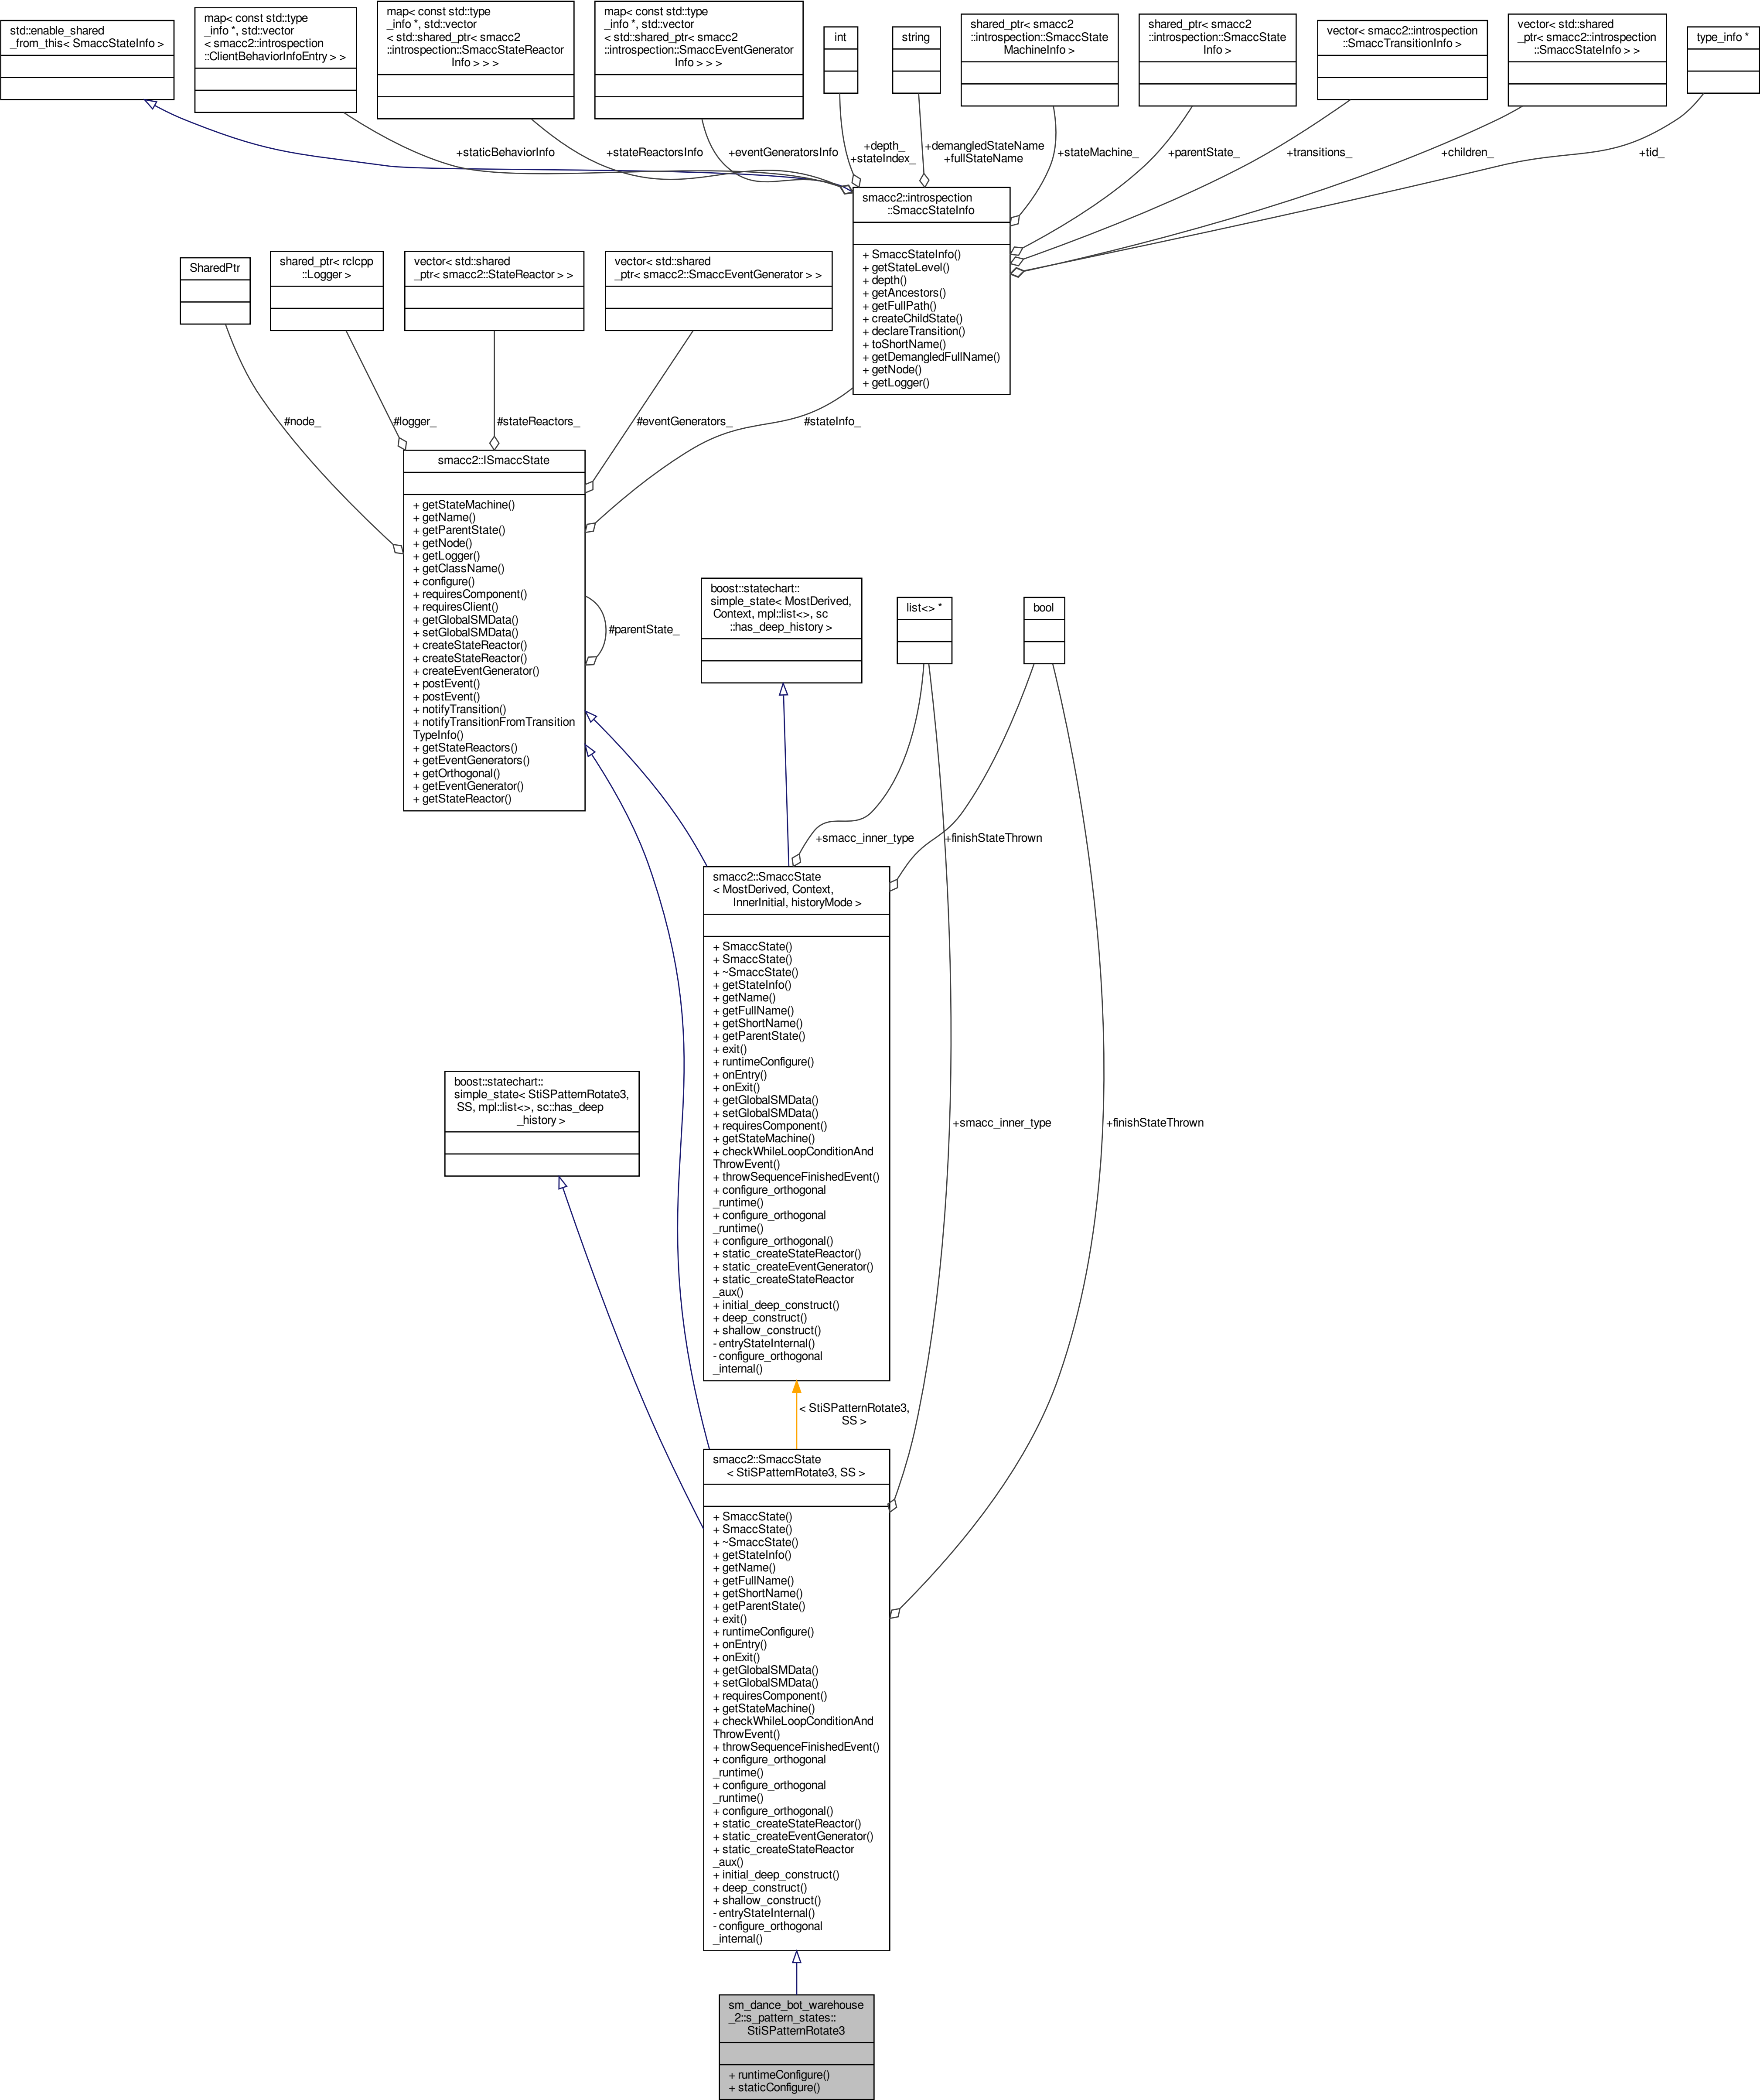 std::enable_shared
_from_this< SmaccStateInfo >
map< const std::type
_info *, std::vector
< smacc2::introspection
::ClientBehaviorInfoEntry > >
map< const std::type
_info *, std::vector
< std::shared_ptr< smacc2
::introspection::SmaccStateReactor
Info > > >
map< const std::type
_info *, std::vector
< std::shared_ptr< smacc2
::introspection::SmaccEventGenerator
Info > > >
int
string
shared_ptr< smacc2
::introspection::SmaccState
MachineInfo >
shared_ptr< smacc2
::introspection::SmaccState
Info >
vector< smacc2::introspection
::SmaccTransitionInfo >
vector< std::shared
_ptr< smacc2::introspection
::SmaccStateInfo > >
type_info *
+staticBehaviorInfo
+stateReactorsInfo
+eventGeneratorsInfo
+depth_
+stateIndex_
+demangledStateName
+fullStateName
+stateMachine_
+parentState_
+transitions_
+children_
+tid_
smacc2::introspection
::SmaccStateInfo
+ SmaccStateInfo()
+ getStateLevel()
+ depth()
+ getAncestors()
+ getFullPath()
+ createChildState()
+ declareTransition()
+ toShortName()
+ getDemangledFullName()
+ getNode()
+ getLogger()
SharedPtr
shared_ptr< rclcpp
::Logger >
vector< std::shared
_ptr< smacc2::StateReactor > >
vector< std::shared
_ptr< smacc2::SmaccEventGenerator > >
#node_
#logger_
#stateReactors_
#eventGenerators_
#stateInfo_
smacc2::ISmaccState
+ getStateMachine()
+ getName()
+ getParentState()
+ getNode()
+ getLogger()
+ getClassName()
+ configure()
+ requiresComponent()
+ requiresClient()
+ getGlobalSMData()
+ setGlobalSMData()
+ createStateReactor()
+ createStateReactor()
+ createEventGenerator()
+ postEvent()
+ postEvent()
+ notifyTransition()
+ notifyTransitionFromTransition
TypeInfo()
+ getStateReactors()
+ getEventGenerators()
+ getOrthogonal()
+ getEventGenerator()
+ getStateReactor()
#parentState_
boost::statechart::
simple_state< MostDerived,
Context, mpl::list<>, sc
::has_deep_history >
list<> *
bool
+smacc_inner_type
+finishStateThrown
smacc2::SmaccState
< MostDerived, Context,
InnerInitial, historyMode >
+ SmaccState()
+ SmaccState()
+ ~SmaccState()
+ getStateInfo()
+ getName()
+ getFullName()
+ getShortName()
+ getParentState()
+ exit()
+ runtimeConfigure()
+ onEntry()
+ onExit()
+ getGlobalSMData()
+ setGlobalSMData()
+ requiresComponent()
+ getStateMachine()
+ checkWhileLoopConditionAnd
ThrowEvent()
+ throwSequenceFinishedEvent()
+ configure_orthogonal
_runtime()
+ configure_orthogonal
_runtime()
+ configure_orthogonal()
+ static_createStateReactor()
+ static_createEventGenerator()
+ static_createStateReactor
_aux()
+ initial_deep_construct()
+ deep_construct()
+ shallow_construct()
- entryStateInternal()
- configure_orthogonal
_internal()
boost::statechart::
simple_state< StiSPatternRotate3,
SS, mpl::list<>, sc::has_deep
_history >
+smacc_inner_type
+finishStateThrown
< StiSPatternRotate3,
SS >
smacc2::SmaccState
< StiSPatternRotate3, SS >
+ SmaccState()
+ SmaccState()
+ ~SmaccState()
+ getStateInfo()
+ getName()
+ getFullName()
+ getShortName()
+ getParentState()
+ exit()
+ runtimeConfigure()
+ onEntry()
+ onExit()
+ getGlobalSMData()
+ setGlobalSMData()
+ requiresComponent()
+ getStateMachine()
+ checkWhileLoopConditionAnd
ThrowEvent()
+ throwSequenceFinishedEvent()
+ configure_orthogonal
_runtime()
+ configure_orthogonal
_runtime()
+ configure_orthogonal()
+ static_createStateReactor()
+ static_createEventGenerator()
+ static_createStateReactor
_aux()
+ initial_deep_construct()
+ deep_construct()
+ shallow_construct()
- entryStateInternal()
- configure_orthogonal
_internal()
sm_dance_bot_warehouse
_2::s_pattern_states::
StiSPatternRotate3
+ runtimeConfigure()
+ staticConfigure()